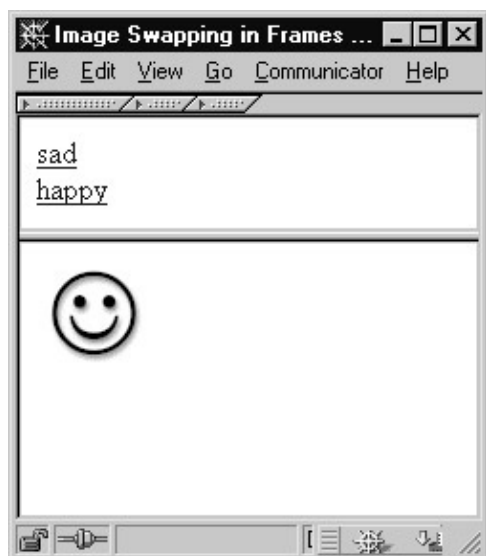 Image Swapping in Frames ...
File Edit View Go Communicator Help
sad
happy